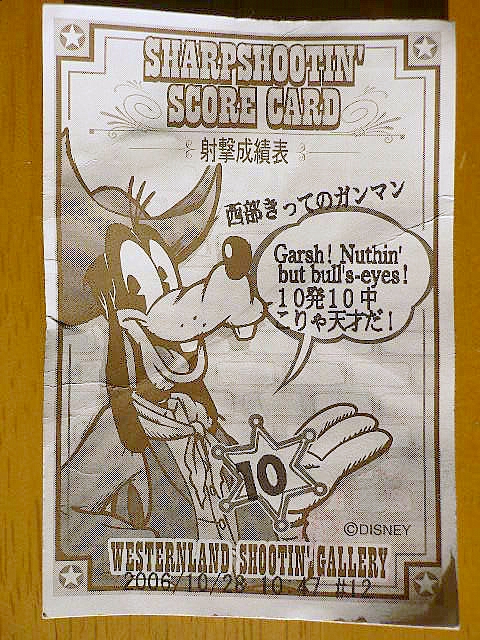 SHARPSHOOTIN'
SCORE CARD
射撃成績表
西部きってのガンマン
Garsh! Nuthin'
but bull's-eyes!
10発10中
こりゃ天才だ!
10
©DISNEY
WESTERNLAND SHOOTIN' GALLERY
2006/10/28 10:47 #12